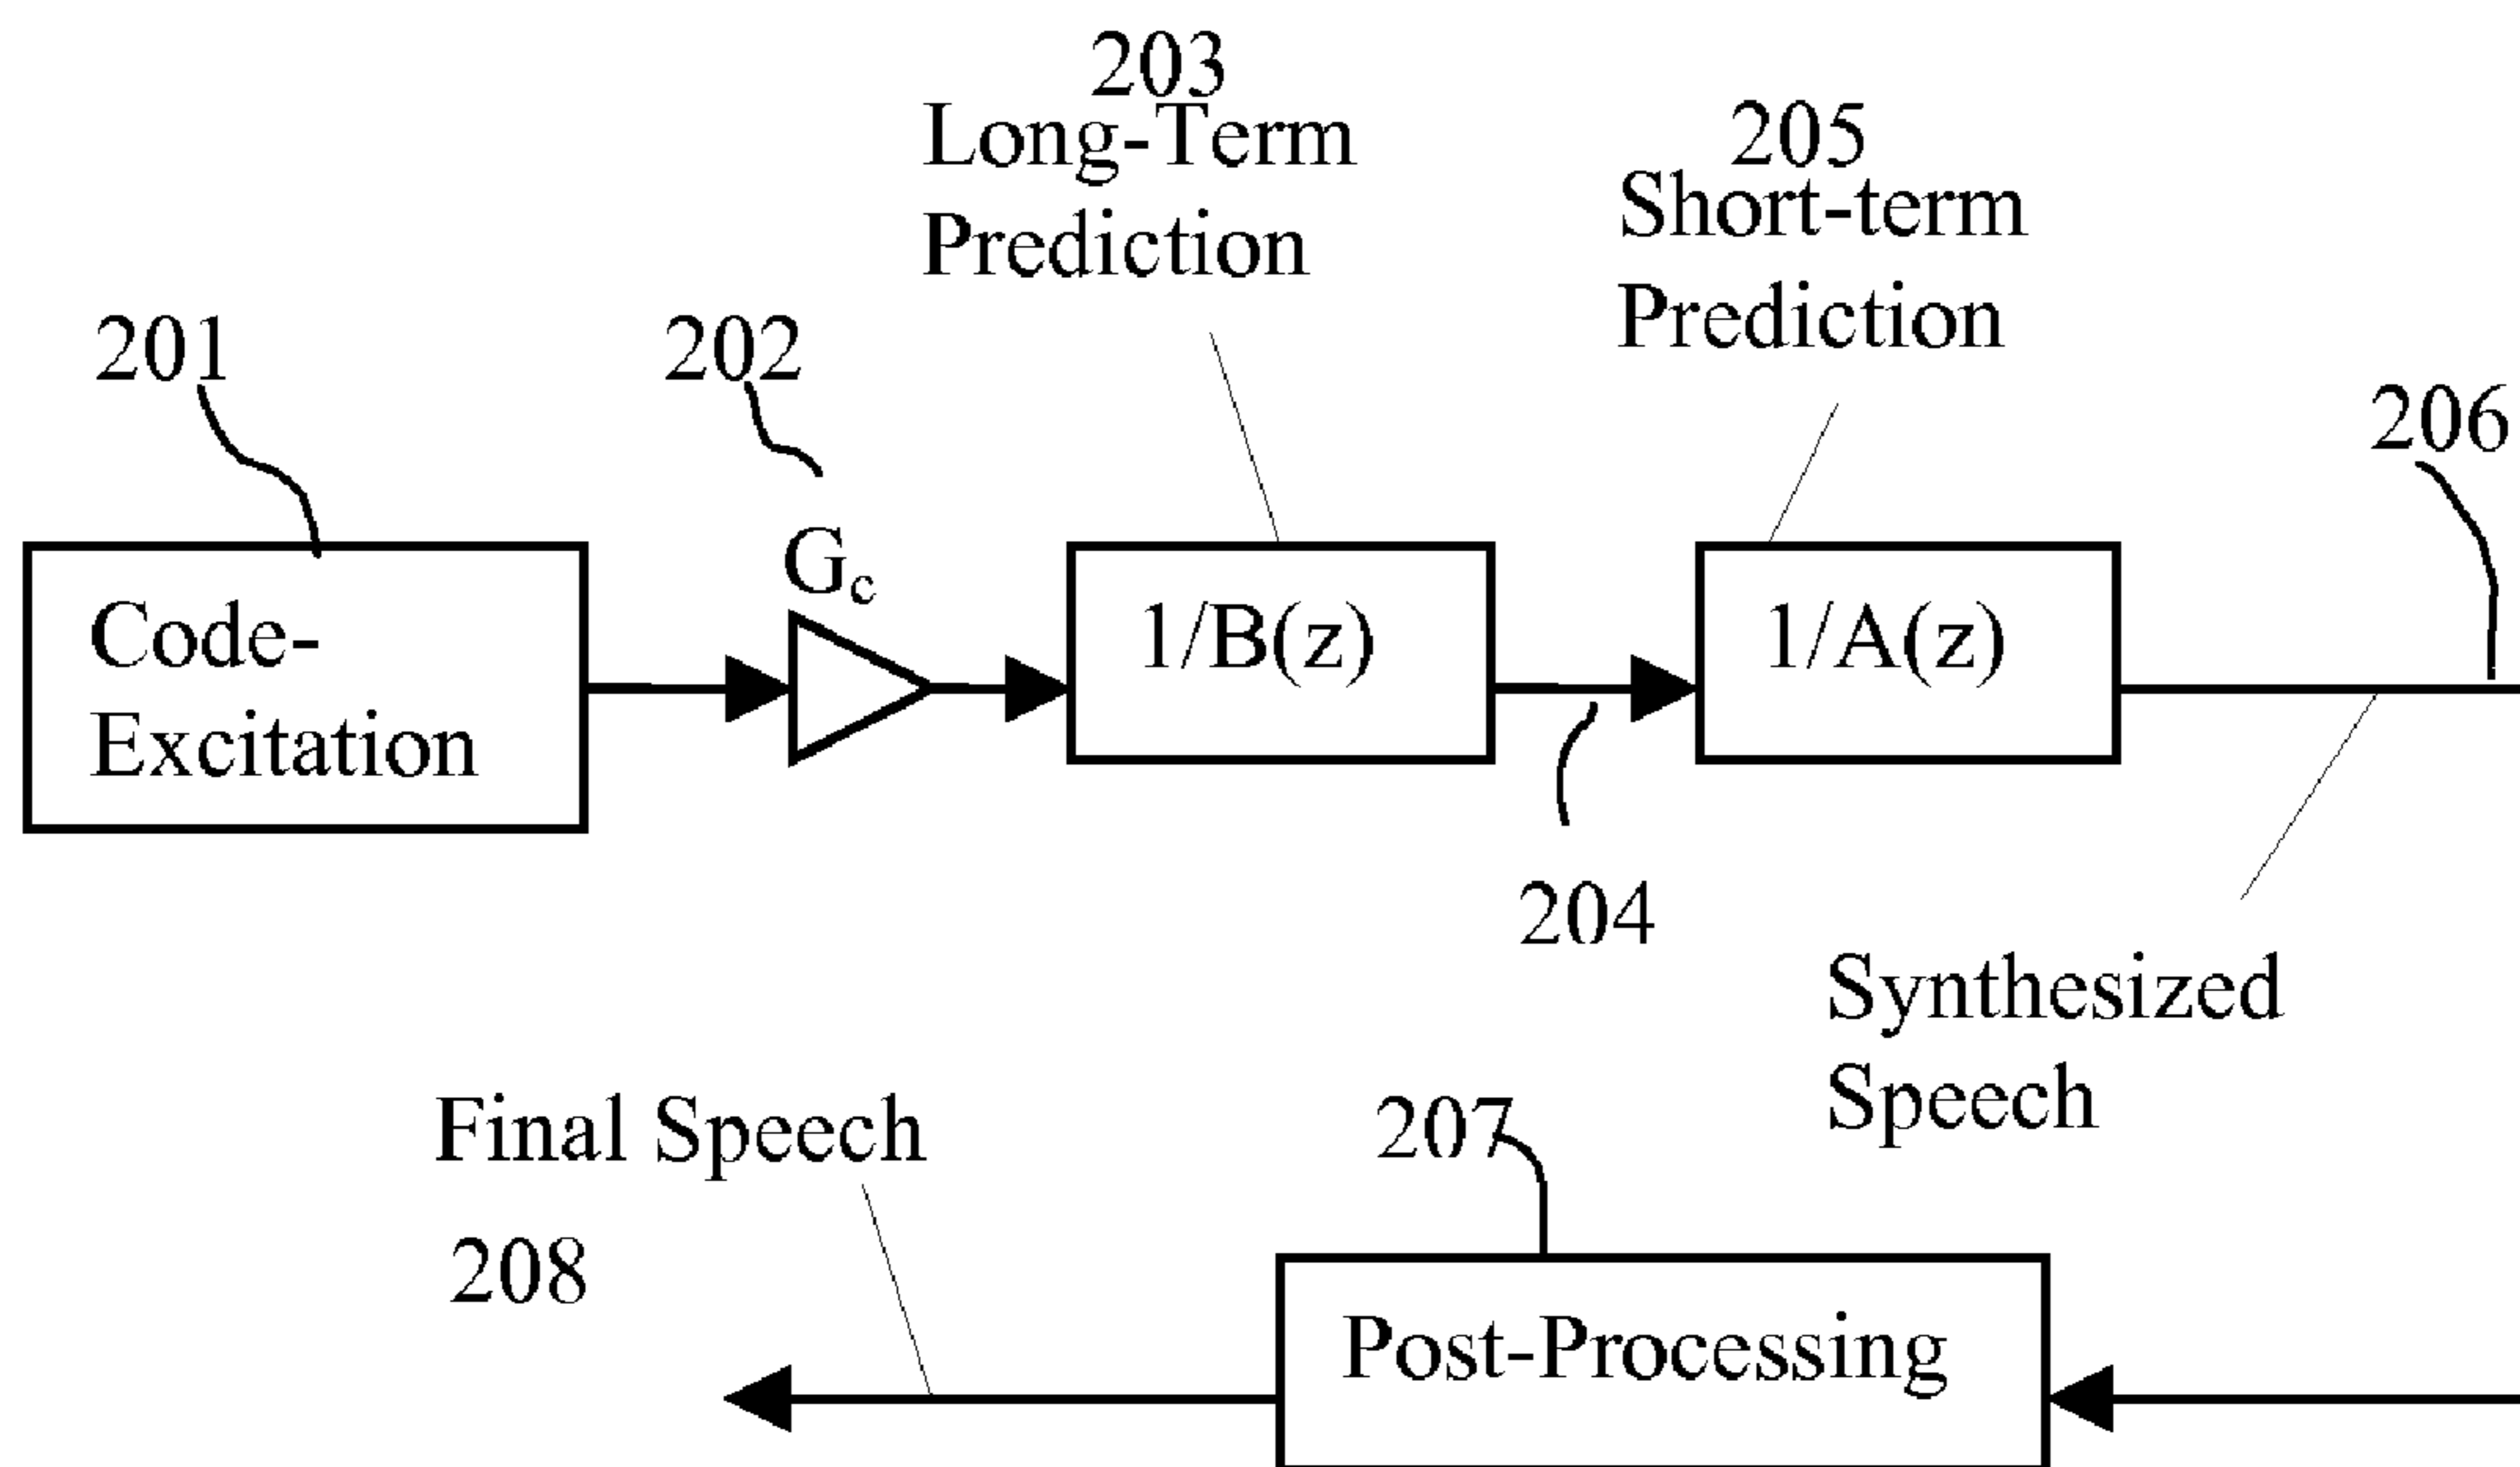 203
Long-Term
Prediction
205
Short-term
Prediction
201
202
206
G_c
Code-
Excitation
1/B(z)
1/A(z)
204
Synthesized
Speech
Final Speech
208
207
Post-Processing